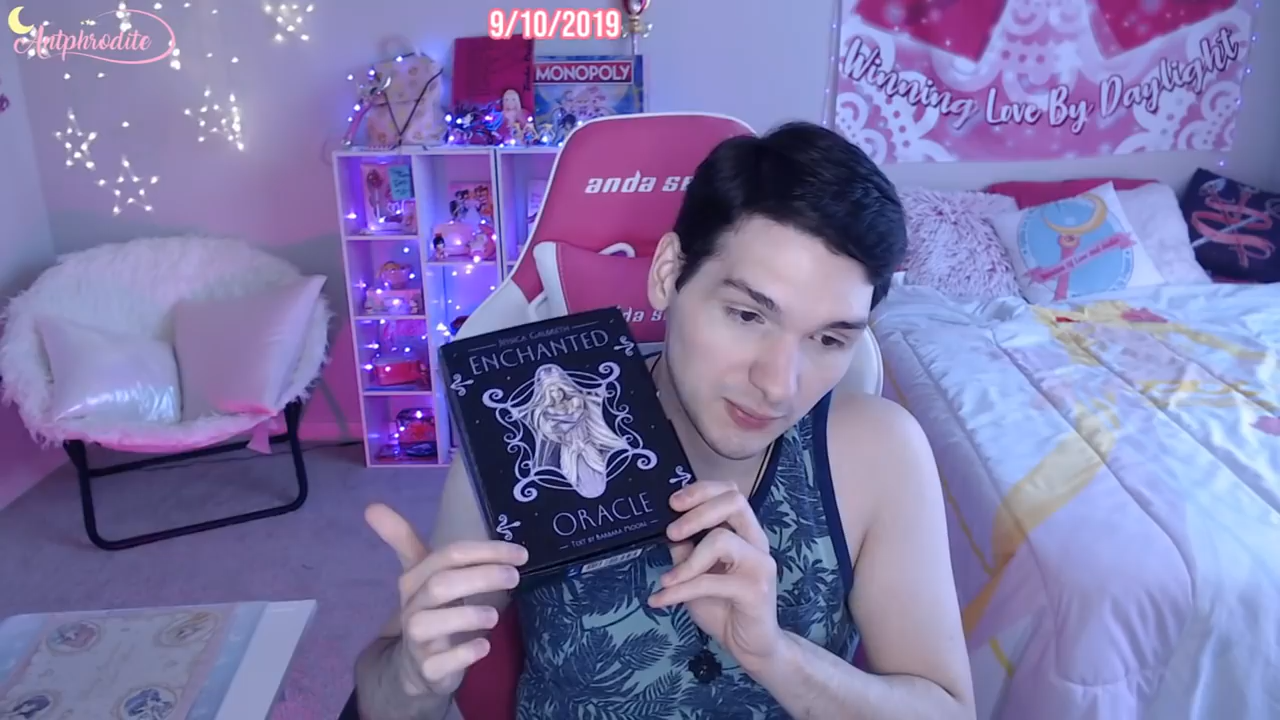 Antphrodite
9/10/2019
MONOPOLY
Winning Love By Daylight
anda se
JESSICA GALBRETH
ENCHANTED
ORACLE
TEXT BY BARBARA MOORE